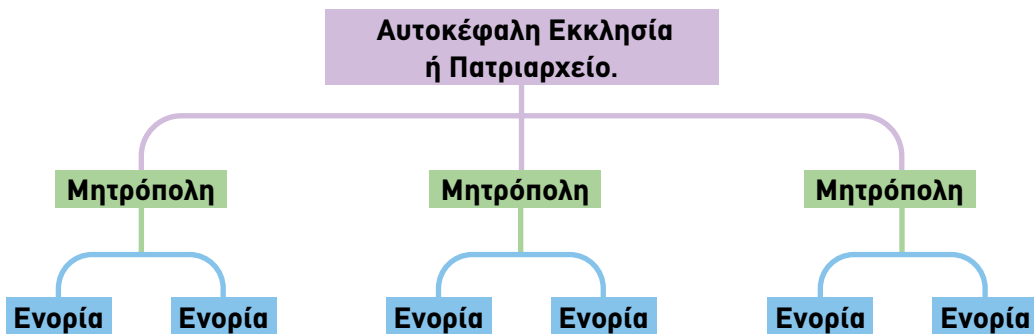 Αυτοκέφαλη Εκκλησία
ή Πατριαρχείο.
Μητρόπολη
Μητρόπολη
Μητρόπολη
Ενορία
Ενορία
Ενορία
Ενορία
Ενορία
Ενορία